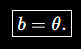 b = θ.